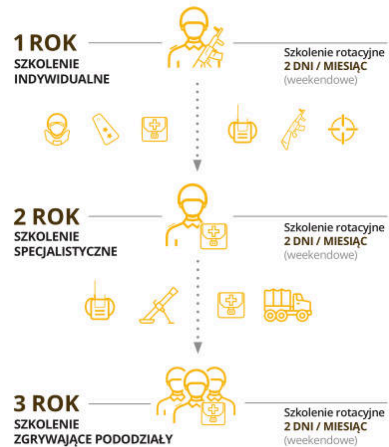 1 ROK
SZKOLENIE
INDYWIDUALNE
Szkolenie rotacyjne
2 DNI / MIESIĄC
(weekendowe)
2 ROK
SZKOLENIE
SPECJALISTYCZNE
Szkolenie rotacyjne
2 DNI / MIESIĄC
(weekendowe)
3 ROK
SZKOLENIE
ZGRYWAJĄCE PODODZIAŁY
Szkolenie rotacyjne
2 DNI / MIESIĄC
(weekendowe)